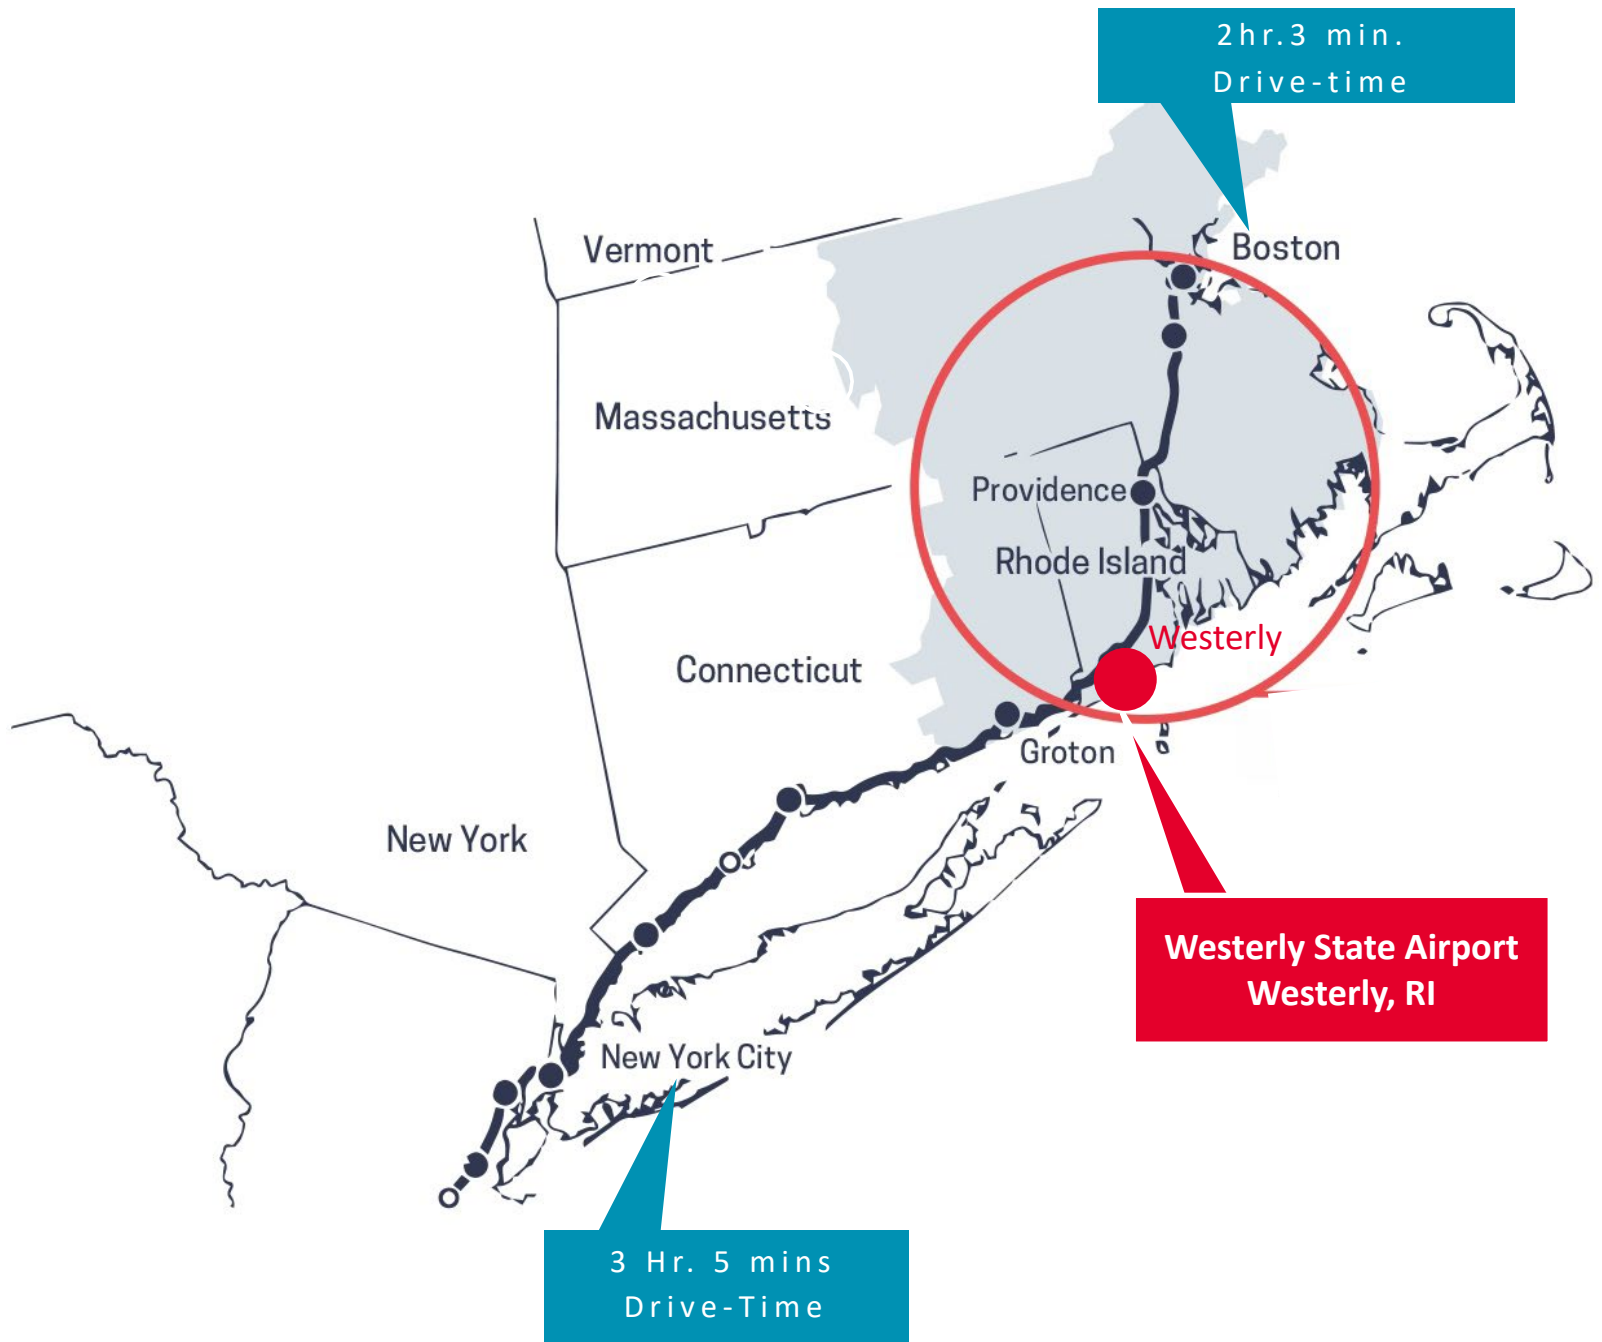 2hr.3 min.
Drive-time
Vermont
Boston
Massachusetts
Providence
Rhode Island
Westerly
Connecticut
Groton
New York
Westerly State Airport
Westerly, RI
New York City
3 Hr. 5 mins
Drive-Time